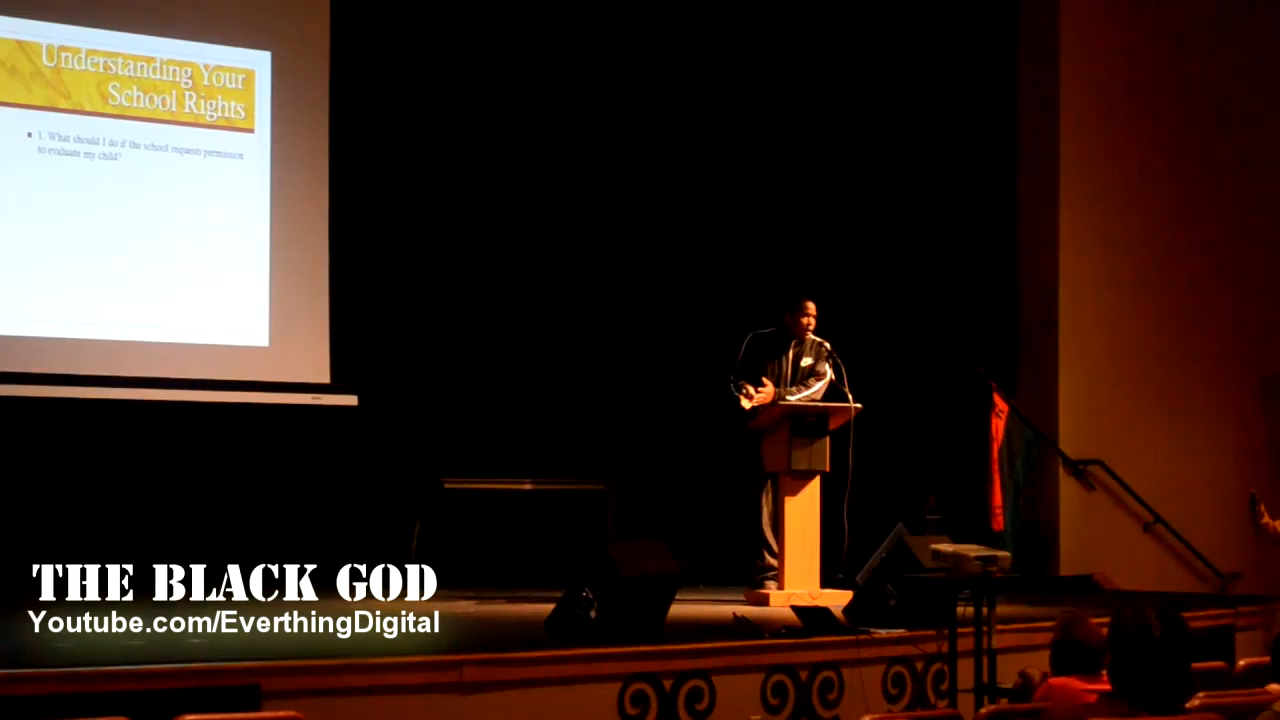 Understanding Your
School Rights
1. What should I do if the school requests permission
to evaluate my child?
THE BLACK GOD
Youtube.com/EverthingDigital